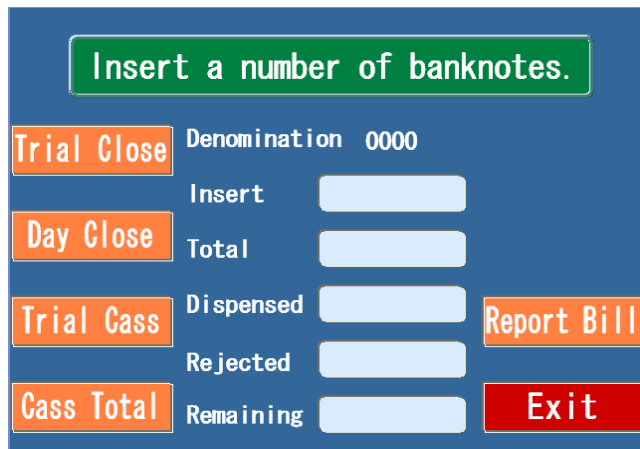 Insert a number of banknotes.
Trial Close
Denomination 0000
Insert
Day Close
Total
Trial Cass
Dispensed
Report Bill
Rejected
Cass Total
Remaining
Exit